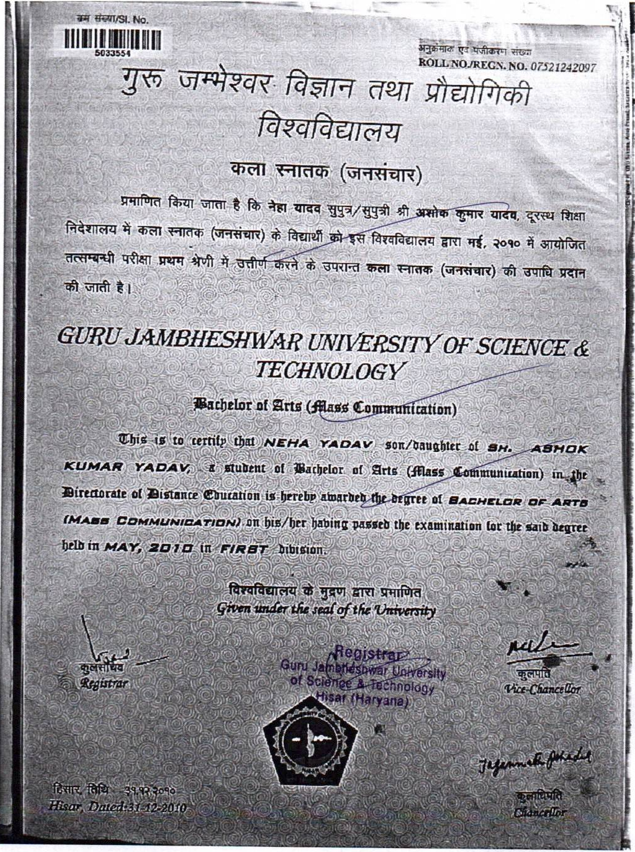 क्रम संख्या/Sl. No.
5033554
अनुक्रमांक एवं पंजीकरण संख्या
ROLL NO./REGN. NO. 07521242097
गुरू जम्भेश्वर विज्ञान तथा प्रौद्योगिकी
विश्वविद्यालय
कला स्नातक (जनसंचार)
प्रमाणित किया जाता है कि नेहा यादव सुपुत्र/सुपुत्री श्री अशोक कुमार यादव, दूरस्थ शिक्षा
निदेशालय में कला स्नातक (जनसंचार) के विद्यार्थी को इस विश्वविद्यालय द्वारा मई, २०१० में आयोजित
तत्सम्बन्धी परीक्षा प्रथम श्रेणी में उत्तीर्ण करने के उपरान्त कला स्नातक (जनसंचार) की उपाधि प्रदान
की जाती है।
GURU JAMBHESHWAR UNIVERSITY OF SCIENCE &
TECHNOLOGY
Bachelor of Arts (Mass Communication)
This is to certify that NEHA YADAV son/daughter of SH. ASHOK
KUMAR YADAV, a student of Bachelor of Arts (Mass Communication) in the
Directorate of Distance Education is hereby awarded the degree of BACHELOR OF ARTS
(MASS COMMUNICATION) on his/her having passed the examination for the said degree
held in MAY, 2010 in FIRST division.
विश्वविद्यालय के मुद्रण द्वारा प्रमाणित
Given under the seal of the University
कुलसचिव
Registrar
Registrar
Guru Jambheshwar University
of Science & Technology
Hisar (Haryana)
कुलपति
Vice-Chancellor
हिसार, तिथि :३१.१२.२०१०
Hisar, Dated:31-12-2010
कुलाधिपति
Chancellor